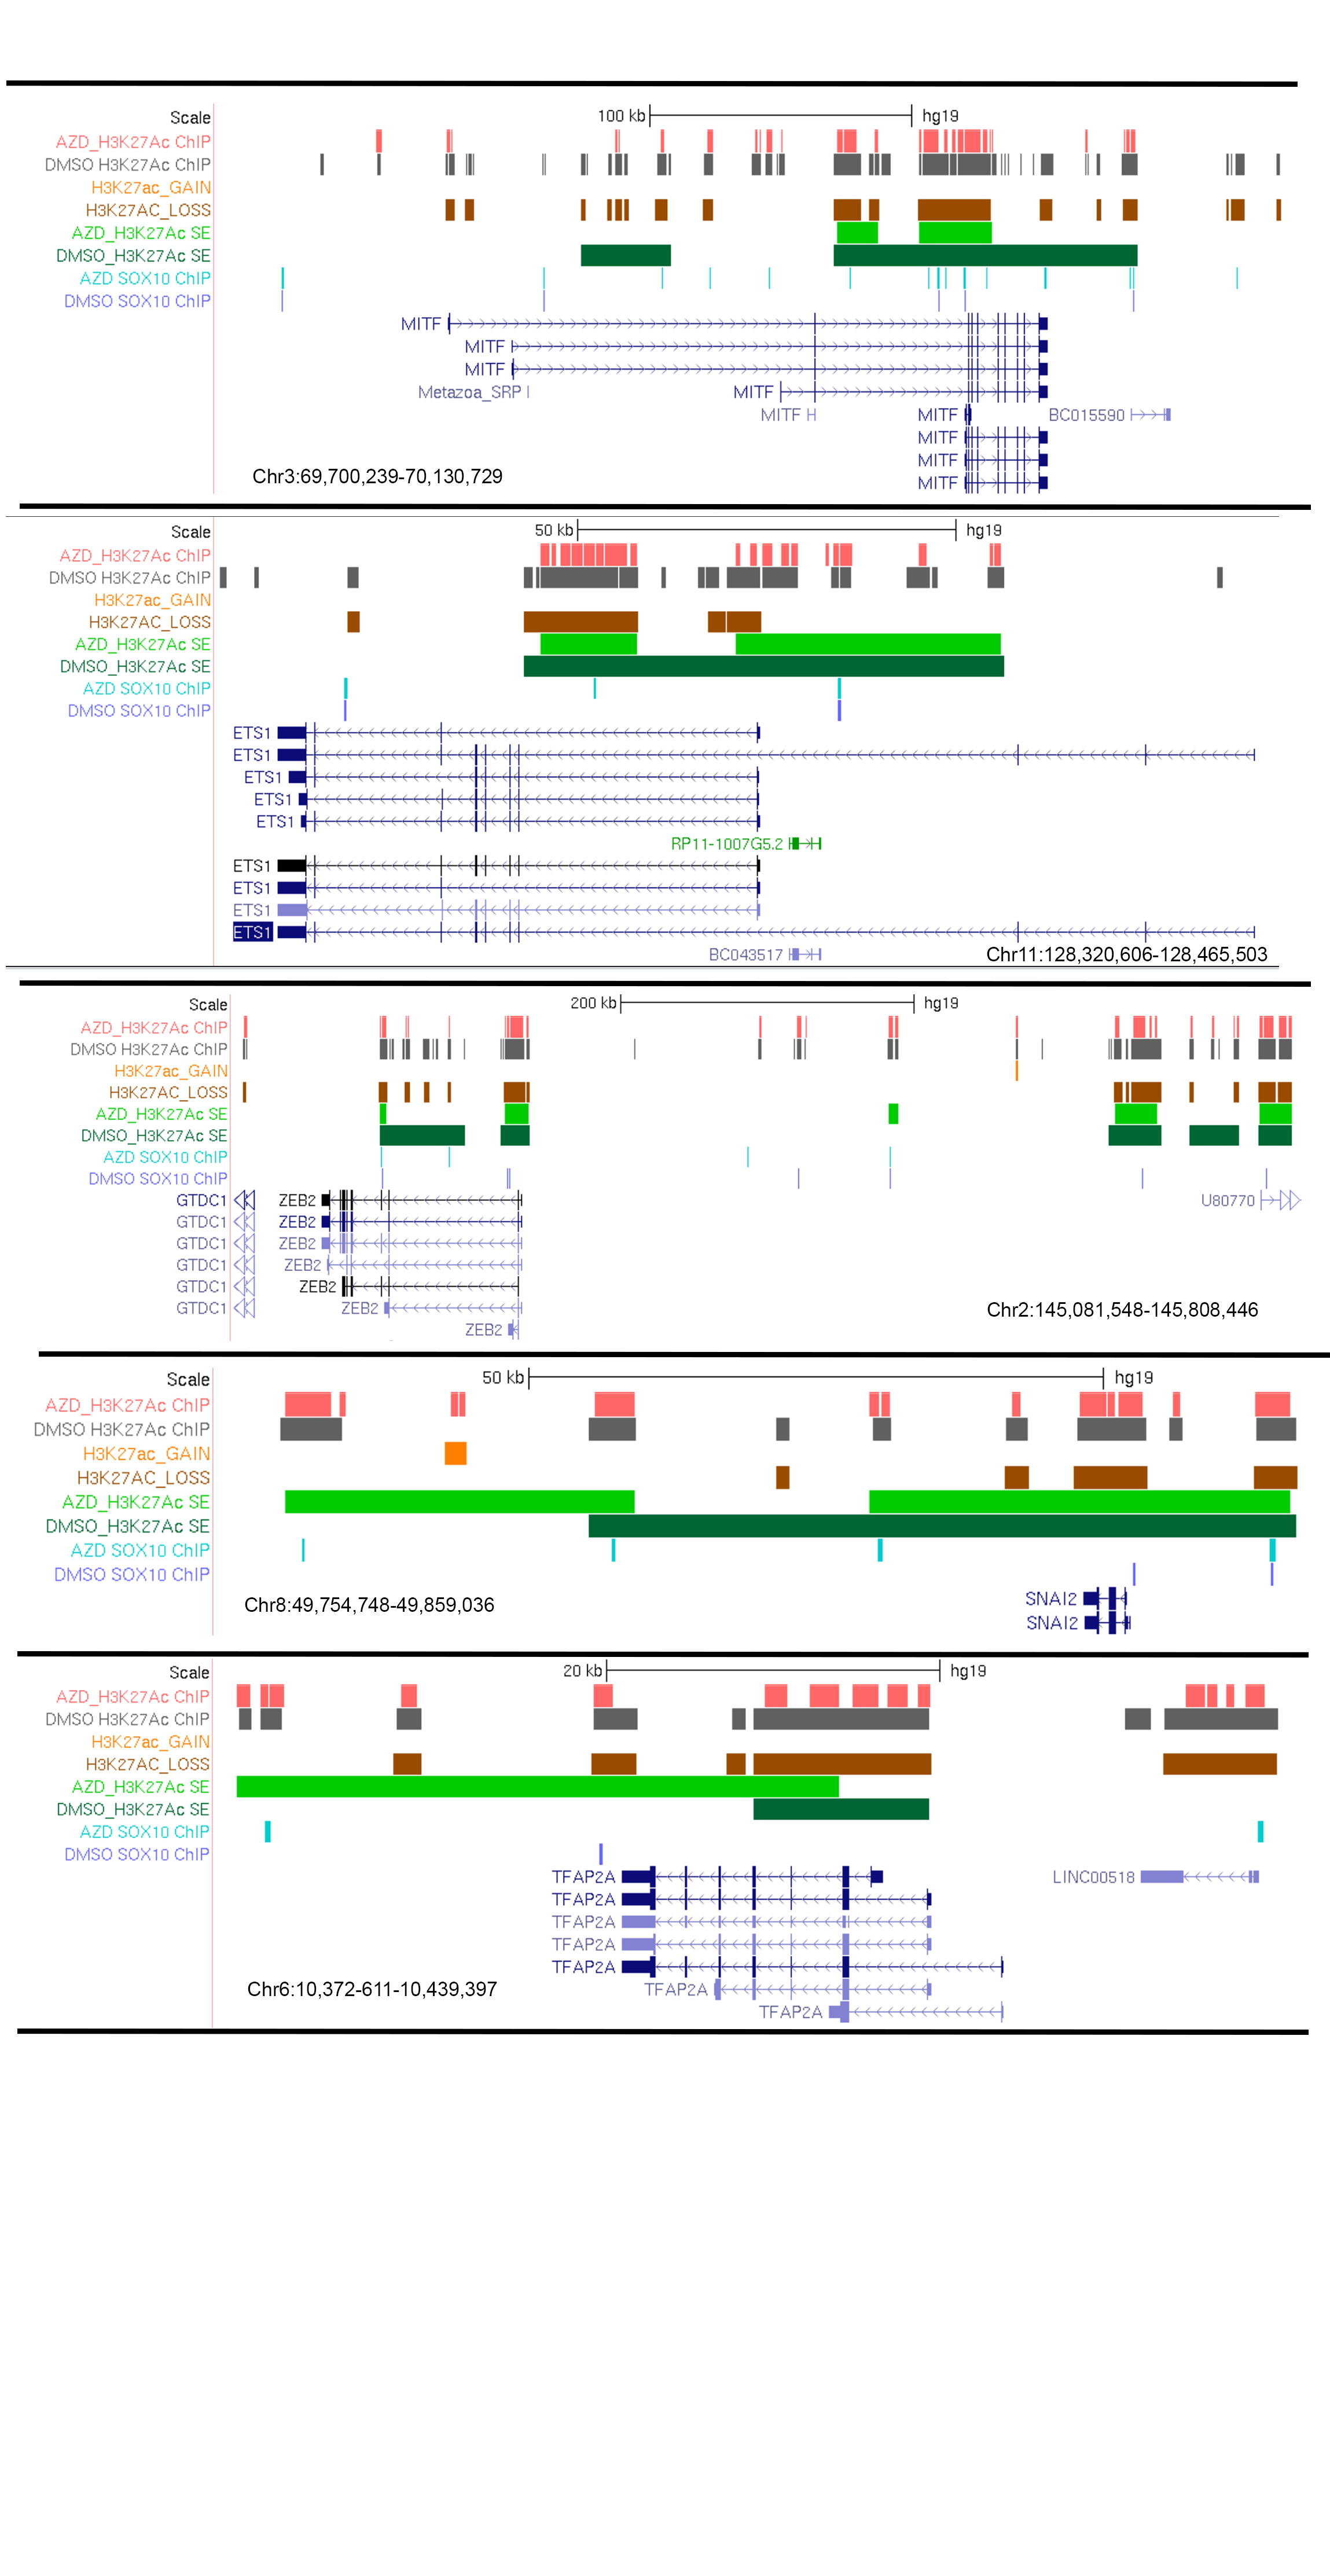 Scale 100 kb hg19
AZD_H3K27Ac ChIP
DMSO H3K27Ac ChIP
H3K27ac_GAIN
H3K27AC_LOSS
AZD_H3K27Ac SE
DMSO_H3K27Ac SE
AZD SOX10 ChIP
DMSO SOX10 ChIP
MITF
MITF
MITF
Metazoa_SRP MITF
MITF MITF BC015590
MITF
MITF
MITF
Chr3:69,700,239-70,130,729
Scale 50 kb hg19
AZD_H3K27Ac ChIP
DMSO H3K27Ac ChIP
H3K27ac_GAIN
H3K27AC_LOSS
AZD_H3K27Ac SE
DMSO_H3K27Ac SE
AZD SOX10 ChIP
DMSO SOX10 ChIP
ETS1
ETS1
ETS1
ETS1
ETS1
RP11-1007G5.2
ETS1
ETS1
ETS1
ETS1
BC043517 Chr11:128,320,606-128,465,503
Scale 200 kb hg19
AZD_H3K27Ac ChIP
DMSO H3K27Ac ChIP
H3K27ac_GAIN
H3K27AC_LOSS
AZD_H3K27Ac SE
DMSO_H3K27Ac SE
AZD SOX10 ChIP
DMSO SOX10 ChIP
GTDC1 ZEB2 U80770
GTDC1 ZEB2
GTDC1 ZEB2
GTDC1 ZEB2
GTDC1 ZEB2
GTDC1 ZEB2 Chr2:145,081,548-145,808,446
ZEB2
Scale 50 kb hg19
AZD_H3K27Ac ChIP
DMSO H3K27Ac ChIP
H3K27ac_GAIN
H3K27AC_LOSS
AZD_H3K27Ac SE
DMSO_H3K27Ac SE
AZD SOX10 ChIP
DMSO SOX10 ChIP
SNAI2
Chr8:49,754,748-49,859,036
SNAI2
Scale 20 kb hg19
AZD_H3K27Ac ChIP
DMSO H3K27Ac ChIP
H3K27ac_GAIN
H3K27AC_LOSS
AZD_H3K27Ac SE
DMSO_H3K27Ac SE
AZD SOX10 ChIP
DMSO SOX10 ChIP
TFAP2A LINC00518
TFAP2A
TFAP2A
TFAP2A
TFAP2A
Chr6:10,372-611-10,439,397 TFAP2A
TFAP2A